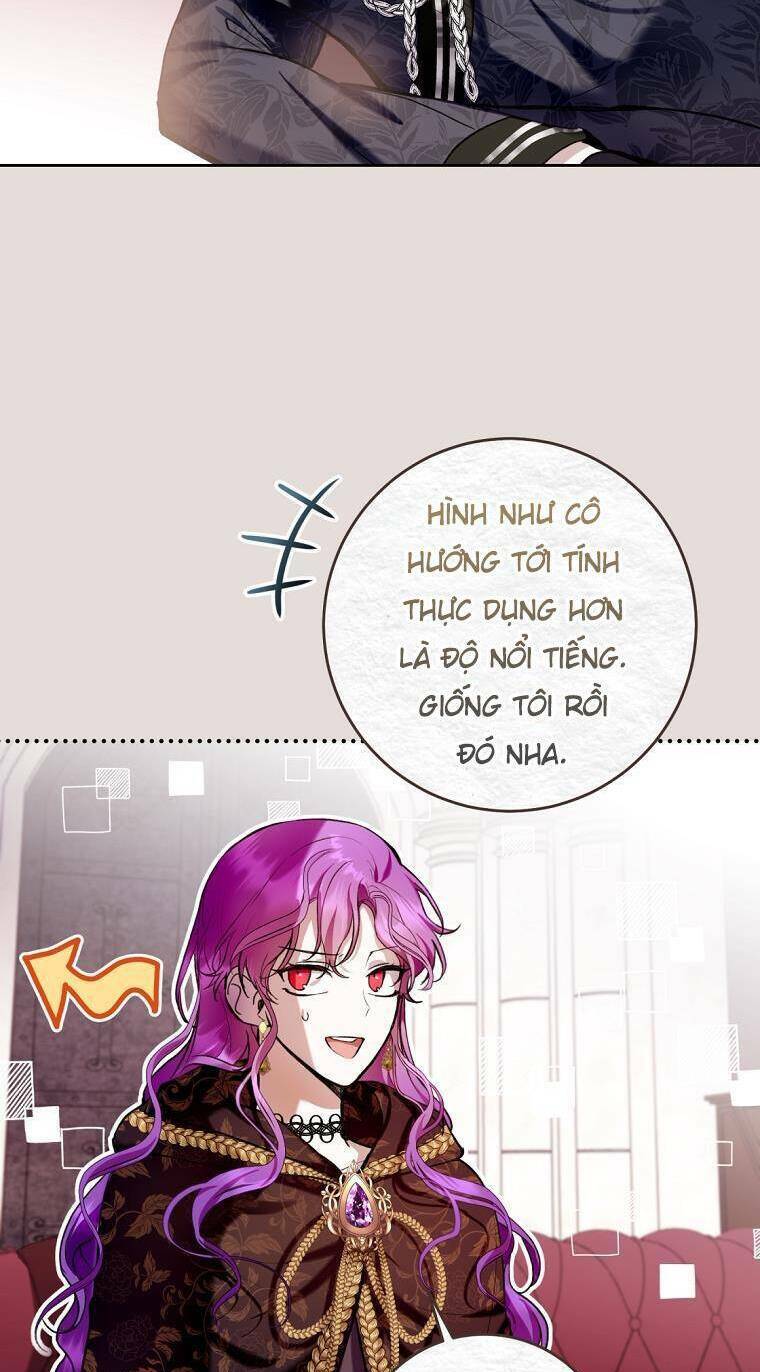 HÌNH NHƯ CÔ
HƯỚNG TỚI TÍNH
THỰC DỤNG HƠN
LÀ ĐỘ NỔI TIẾNG.
GIỐNG TÔI RỒI
ĐÓ NHA.